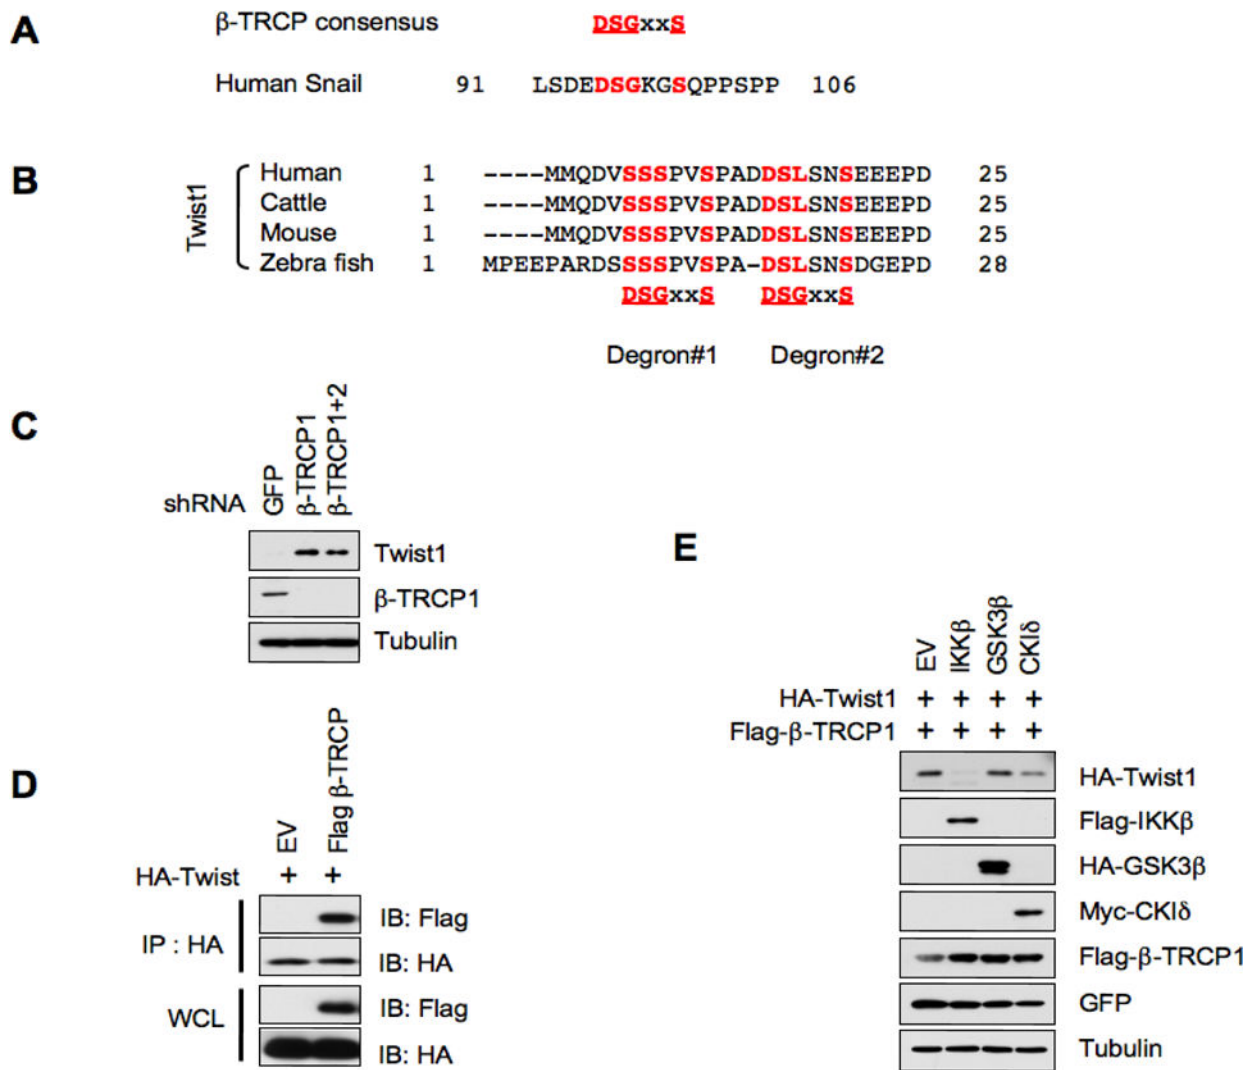 A
β-TRCP consensus DSGxxS
Human Snail 91 LSDEDSGKGSQPPSPP 106
B
Twist1
Human 1 ----MMQDVSSSPVSPADDSLSNSEEEPD 25
Cattle 1 ----MMQDVSSSPVSPADDSLSNSEEEPD 25
Mouse 1 ----MMQDVSSSPVSPADDSLSNSEEEPD 25
Zebra fish 1 MPEEPARDSSSSPVSPA-DSLSNSDGEPD 28
DSGxxS DSGxxS
Degron#1 Degron#2
C
shRNA GFP β-TRCP1 β-TRCP1+2
Twist1
β-TRCP1
Tubulin
D
EV Flag β-TRCP
HA-Twist + +
IP : HA
IB: Flag
IB: HA
WCL
IB: Flag
IB: HA
E
EV IKKβ GSK3β CKIδ
HA-Twist1 + + + +
Flag-β-TRCP1 + + + +
HA-Twist1
Flag-IKKβ
HA-GSK3β
Myc-CKIδ
Flag-β-TRCP1
GFP
Tubulin